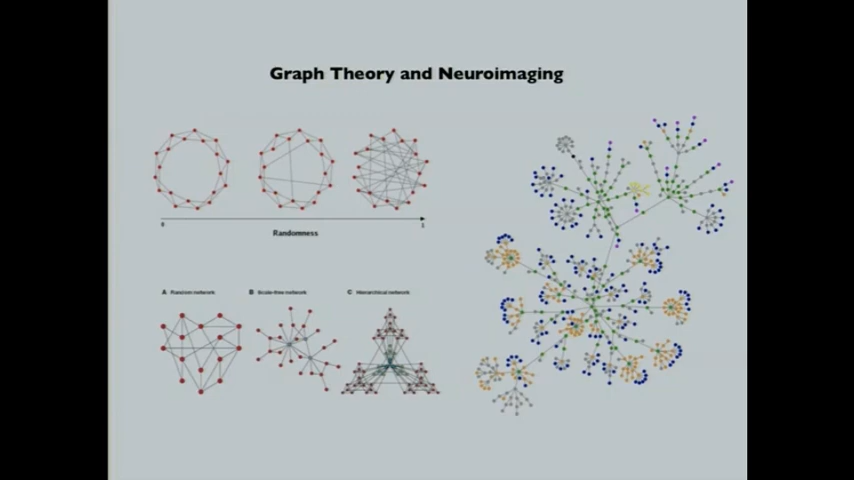 Graph Theory and Neuroimaging
0
1
Randomness
A Random network
B Scale-free network
C Hierarchical network